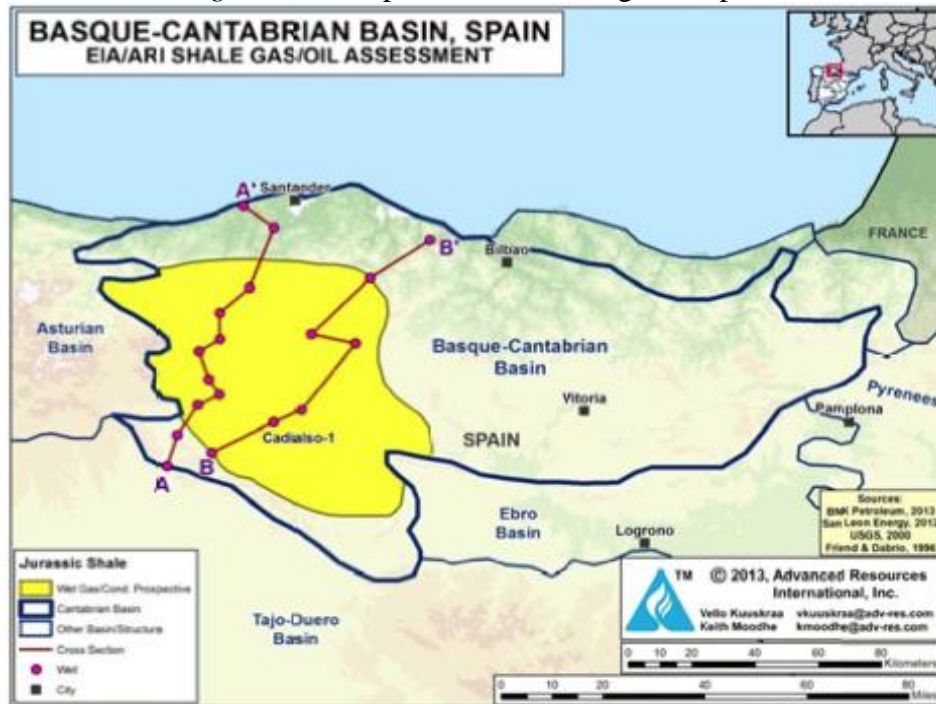 BASQUE-CANTABRIAN BASIN, SPAIN
EIA/ARI SHALE GAS/OIL ASSESSMENT
A'
Santander
B'
Bilbao
FRANCE
Asturian
Basin
Basque-Cantabrian
Basin
Vitoria
Pyrenees
Pamplona
SPAIN
Cadialso-1
B
A
Ebro
Basin
Logrono
Tajo-Duero
Basin
Sources:
BNK Petroleum, 2013
San Leon Energy, 2012
USGS, 2000
Friend & Dabrio, 1996
Jurassic Shale
Wet Gas/Cond. Prospective
Cantabrian Basin
Other Basin/Structure
Cross Section
Well
City
TM
© 2013, Advanced Resources
International, Inc.
Vello Kuuskraa vkuuskraa@adv-res.com
Keith Moodhe kmoodhe@adv-res.com
0 10 20 40 60 80
Kilometers
0 10 20 40 60 80
Miles